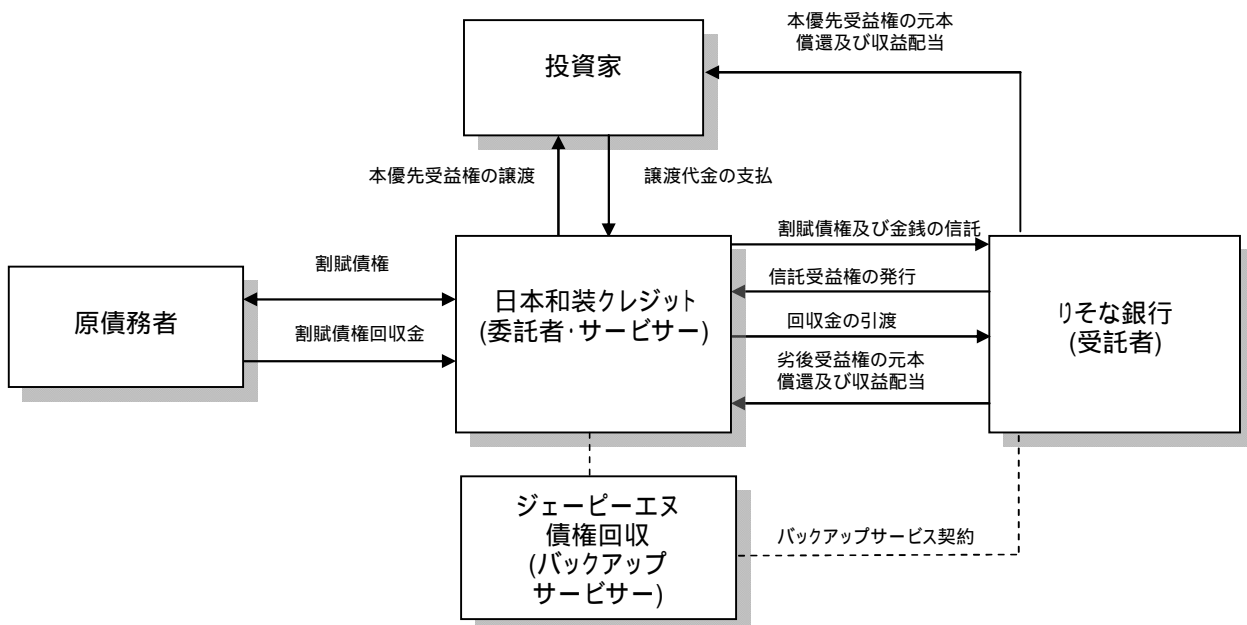 本優先受益権の元本
償還及び収益配当
投資家
本優先受益権の譲渡
譲渡代金の支払
割賦債権及び金銭の信託
割賦債権
信託受益権の発行
原債務者
日本和装クレジット
(委託者・サービサー)
りそな銀行
(受託者)
割賦債権回収金
回収金の引渡
劣後受益権の元本
償還及び収益配当
ジェーピーエヌ
債権回収
(バックアップ
サービサー)
バックアップサービス契約